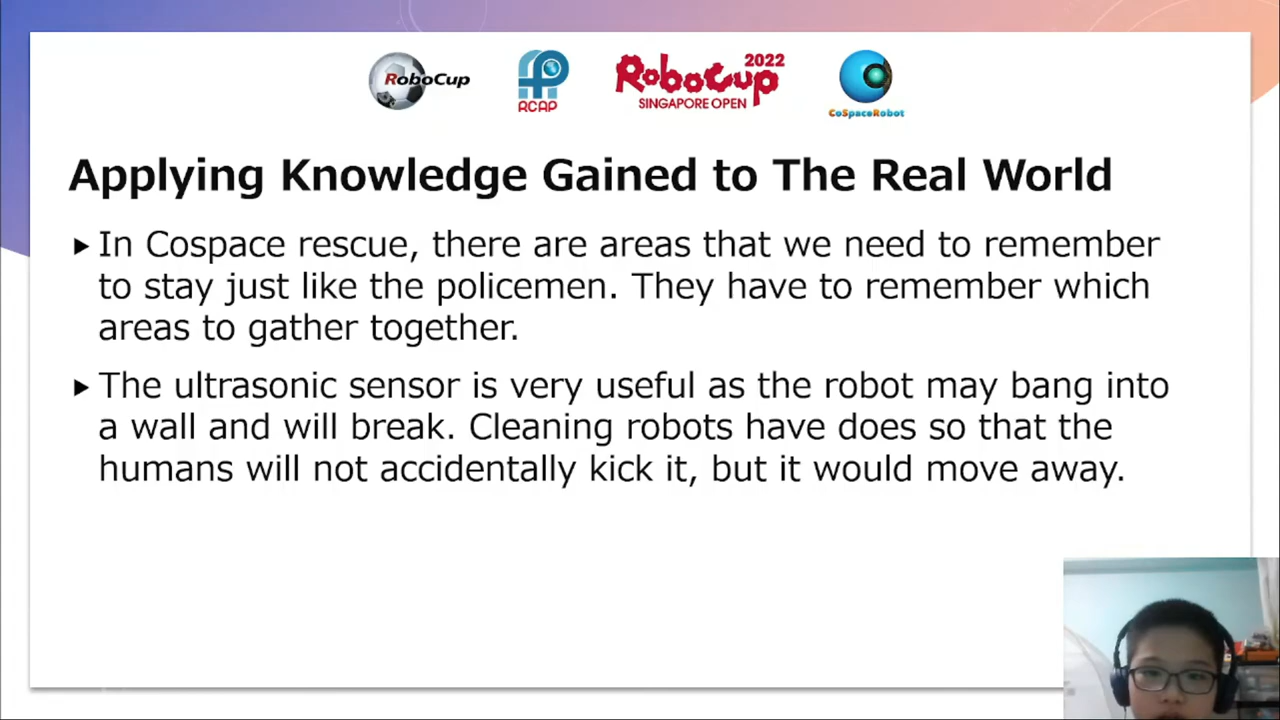 RoboCup
RCAP
RoboCup 2022
SINGAPORE OPEN
CoSpaceRobot
Applying Knowledge Gained to The Real World
In Cospace rescue, there are areas that we need to remember
to stay just like the policemen. They have to remember which
areas to gather together.
The ultrasonic sensor is very useful as the robot may bang into
a wall and will break. Cleaning robots have does so that the
humans will not accidentally kick it, but it would move away.